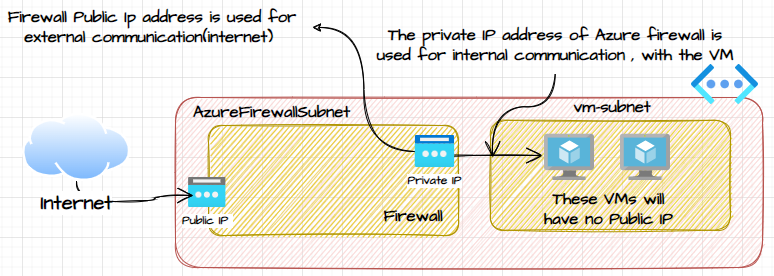 Firewall Public Ip address is used for
external communication(internet)
The private IP address of Azure firewall is
used for internal communication , with the VM
AzureFirewallSubnet
vm-subnet
Internet
Public IP
Private IP
Firewall
These VMs will
have no Public IP